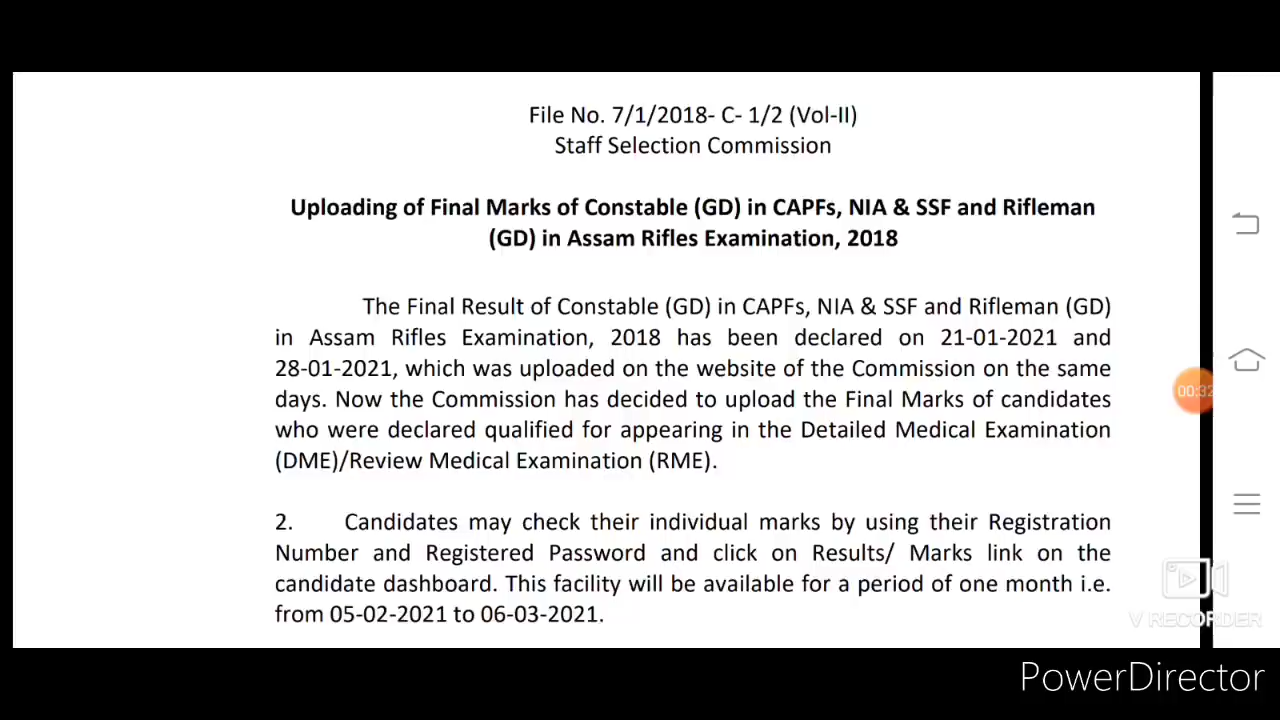 File No. 7/1/2018- C- 1/2 (Vol-II)
Staff Selection Commission
Uploading of Final Marks of Constable (GD) in CAPFs, NIA & SSF and Rifleman
(GD) in Assam Rifles Examination, 2018
The Final Result of Constable (GD) in CAPFs, NIA & SSF and Rifleman (GD)
in Assam Rifles Examination, 2018 has been declared on 21-01-2021 and
28-01-2021, which was uploaded on the website of the Commission on the same
days. Now the Commission has decided to upload the Final Marks of candidates
who were declared qualified for appearing in the Detailed Medical Examination
(DME)/Review Medical Examination (RME).
2. Candidates may check their individual marks by using their Registration
Number and Registered Password and click on Results/ Marks link on the
candidate dashboard. This facility will be available for a period of one month i.e.
from 05-02-2021 to 06-03-2021.
00:32
V RECORDER
PowerDirector